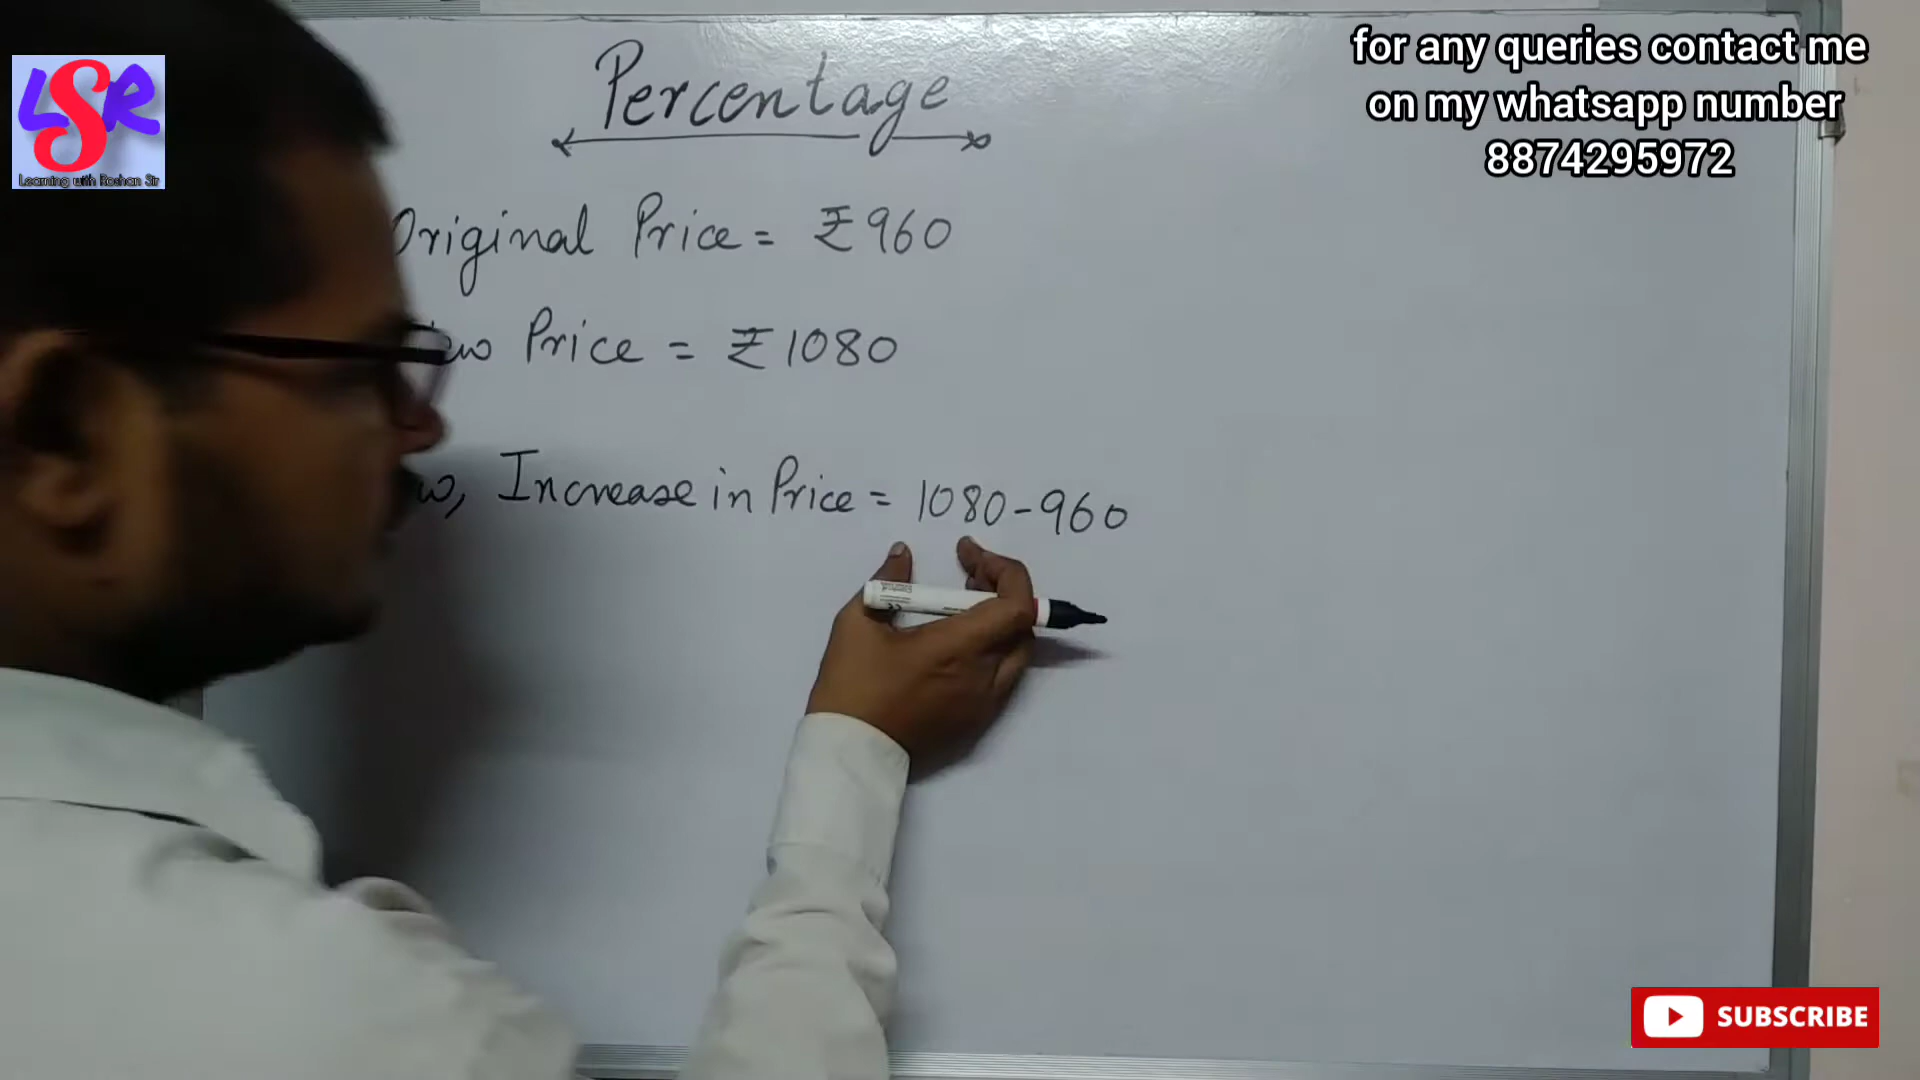 for any queries contact me
on my whatsapp number
8874295972
LSR
Learning with Roshan Sir
Percentage
Original Price = ₹960
Price = ₹1080
Increase in Price = 1080-960
SUBSCRIBE